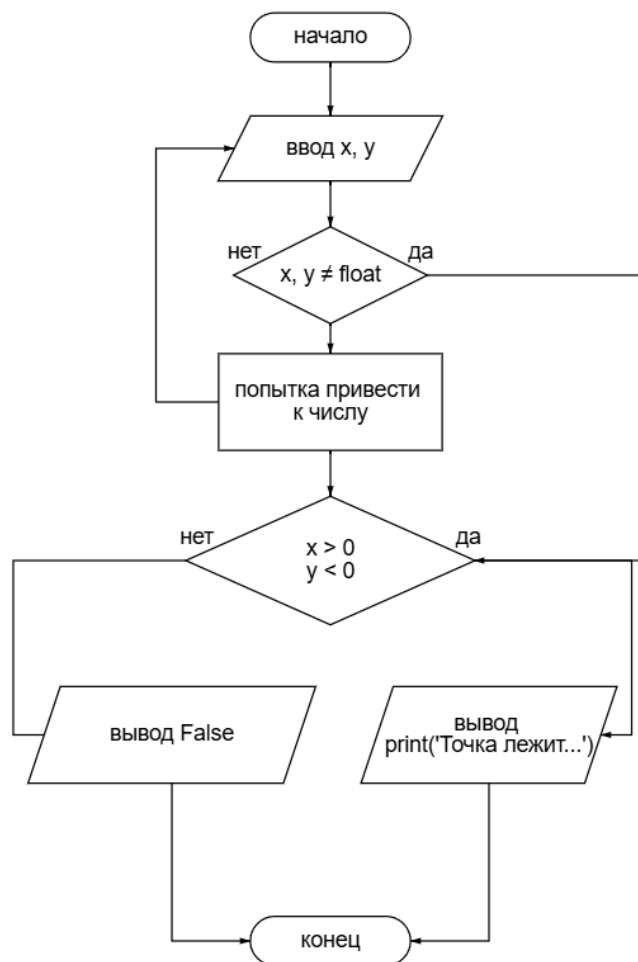 начало
ввод x, y
нет
да
x, y ≠ float
попытка привести
к числу
нет
да
x > 0
y < 0
вывод False
вывод
print('Точка лежит...')
конец